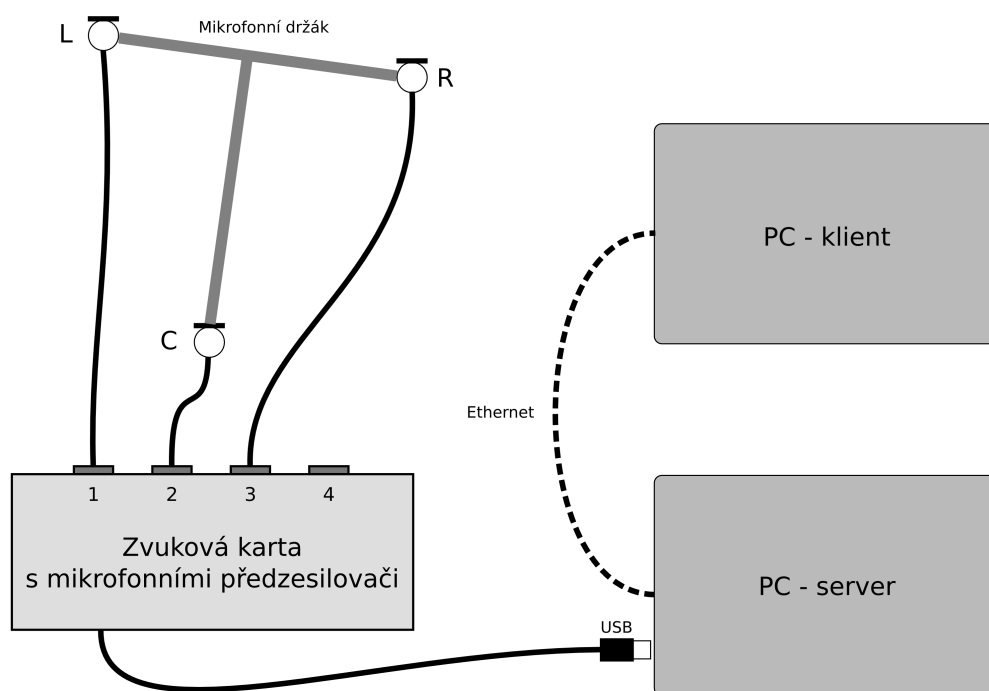 Mikrofonní držák
L
R
PC - klient
C
Ethernet
1 2 3 4
Zvuková karta
s mikrofonními předzesilovači
PC - server
USB